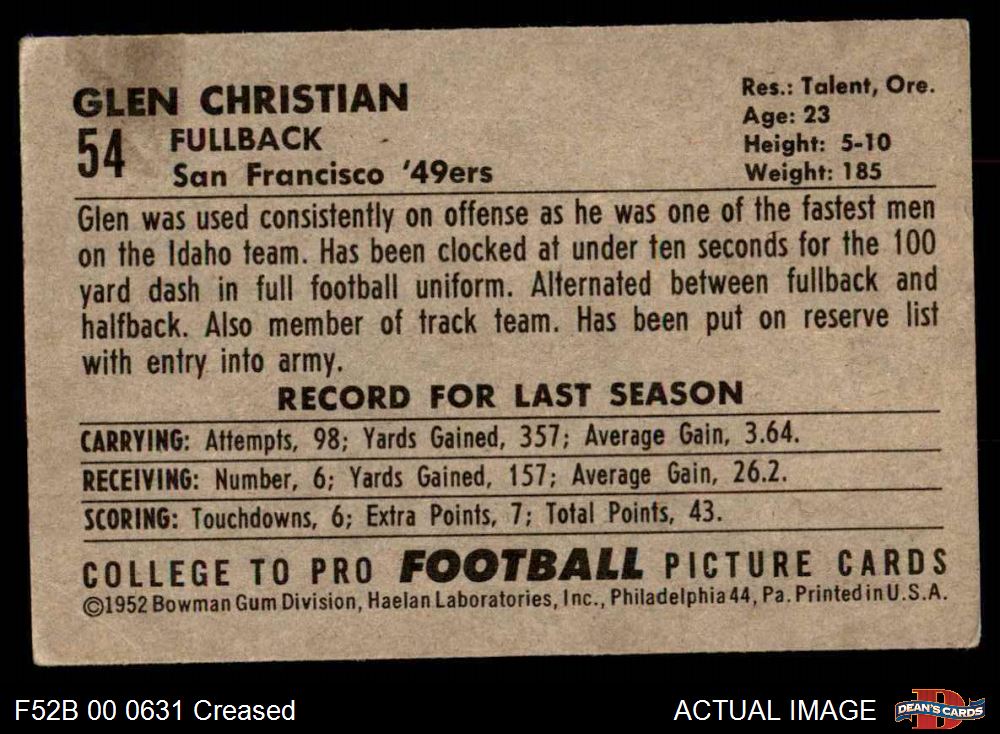 GLEN CHRISTIAN
54 FULLBACK
San Francisco '49ers
Res.: Talent, Ore.
Age: 23
Height: 5-10
Weight: 185
Glen was used consistently on offense as he was one of the fastest men
on the Idaho team. Has been clocked at under ten seconds for the 100
yard dash in full football uniform. Alternated between fullback and
halfback. Also member of track team. Has been put on reserve list
with entry into army.
RECORD FOR LAST SEASON
CARRYING: Attempts, 98; Yards Gained, 357; Average Gain, 3.64.
RECEIVING: Number, 6; Yards Gained, 157; Average Gain, 26.2.
SCORING: Touchdowns, 6; Extra Points, 7; Total Points, 43.
COLLEGE TO PRO FOOTBALL PICTURE CARDS
©1952 Bowman Gum Division, Haelan Laboratories, Inc., Philadelphia 44, Pa. Printed in U.S.A.
F52B 00 0631 Creased
ACTUAL IMAGE
DEAN'S CARDS